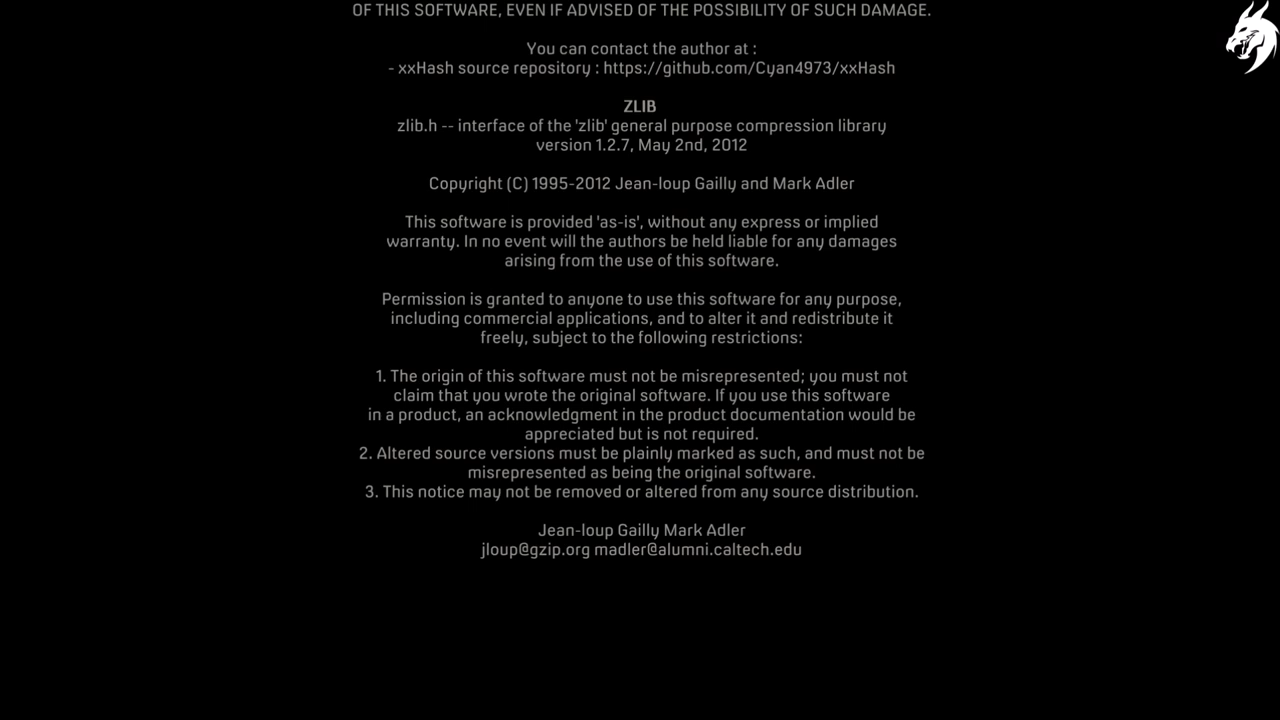 OF THIS SOFTWARE, EVEN IF ADVISED OF THE POSSIBILITY OF SUCH DAMAGE.
You can contact the author at :
- xxHash source repository : https://github.com/Cyan4973/xxHash
ZLIB
zlib.h -- interface of the 'zlib' general purpose compression library
version 1.2.7, May 2nd, 2012
Copyright (C) 1995-2012 Jean-loup Gailly and Mark Adler
This software is provided 'as-is', without any express or implied
warranty. In no event will the authors be held liable for any damages
arising from the use of this software.
Permission is granted to anyone to use this software for any purpose,
including commercial applications, and to alter it and redistribute it
freely, subject to the following restrictions:
1. The origin of this software must not be misrepresented; you must not
claim that you wrote the original software. If you use this software
in a product, an acknowledgment in the product documentation would be
appreciated but is not required.
2. Altered source versions must be plainly marked as such, and must not be
misrepresented as being the original software.
3. This notice may not be removed or altered from any source distribution.
Jean-loup Gailly Mark Adler
jloup@gzip.org madler@alumni.caltech.edu